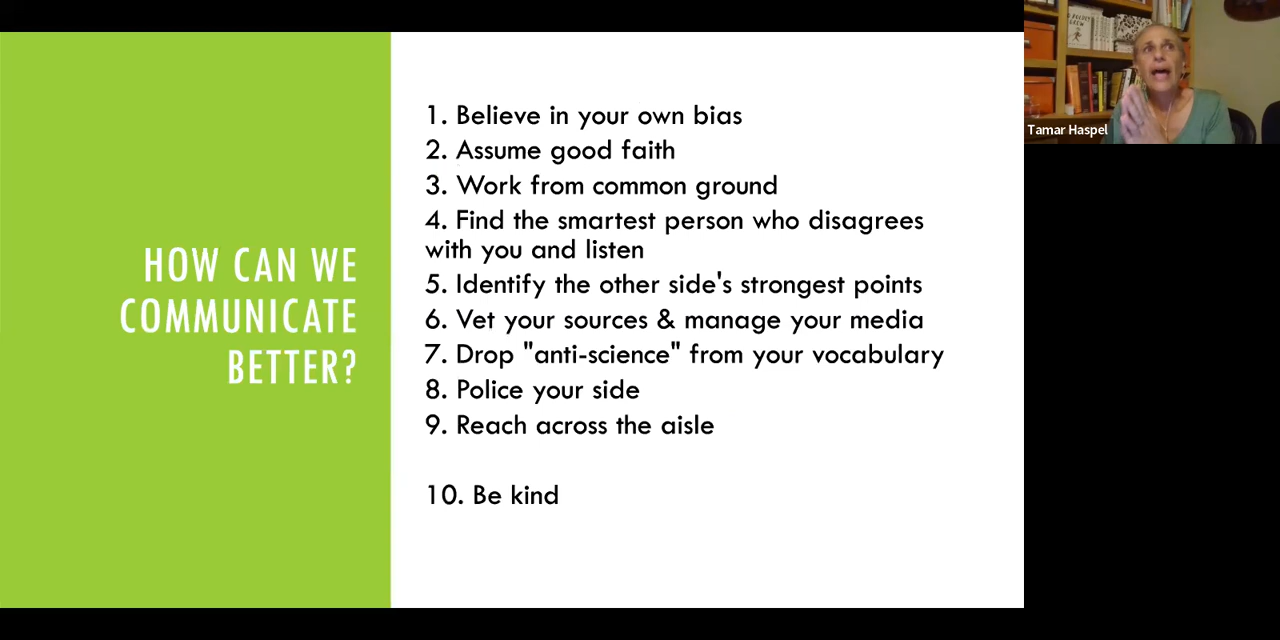 HOW CAN WE
COMMUNICATE
BETTER?
1. Believe in your own bias
2. Assume good faith
3. Work from common ground
4. Find the smartest person who disagrees
with you and listen
5. Identify the other side's strongest points
6. Vet your sources & manage your media
7. Drop "anti-science" from your vocabulary
8. Police your side
9. Reach across the aisle
10. Be kind
Tamar Haspel